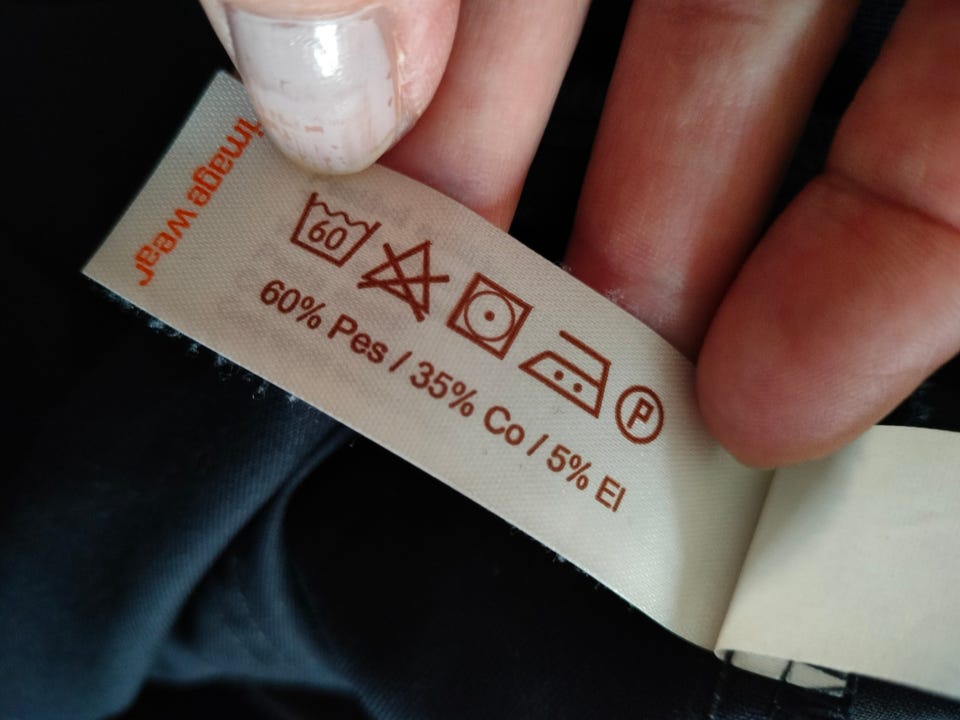 image wear
60
P
60% Pes / 35% Co / 5% El